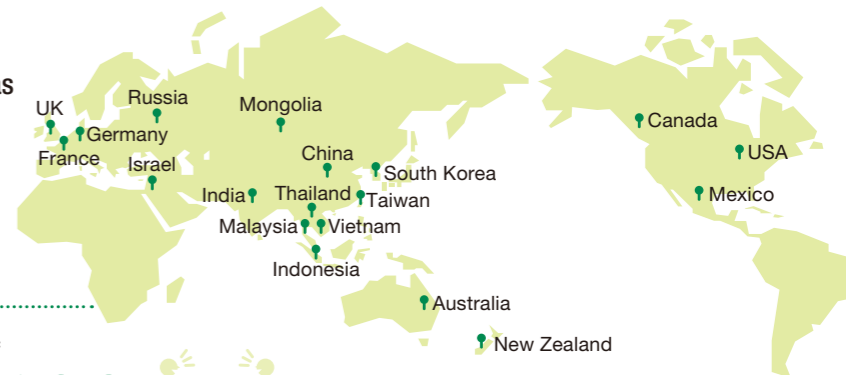 UK
Russia
Mongolia
Canada
Germany
France
Israel
China
USA
South Korea
India
Thailand
Taiwan
Mexico
Malaysia
Vietnam
Indonesia
Australia
New Zealand